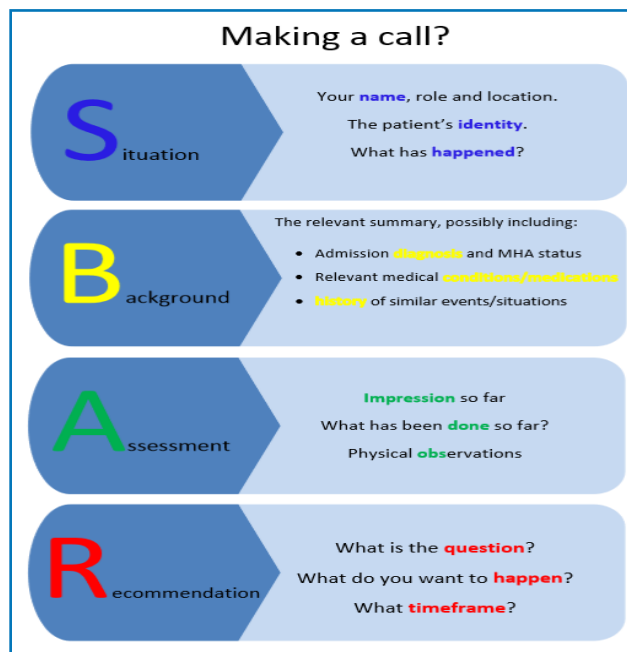 Making a call?
Situation
Your name, role and location.
The patient's identity.
What has happened?
Background
The relevant summary, possibly including:
• Admission diagnosis and MHA status
• Relevant medical conditions/medications
• history of similar events/situations
Assessment
Impression so far
What has been done so far?
Physical observations
Recommendation
What is the question?
What do you want to happen?
What timeframe?